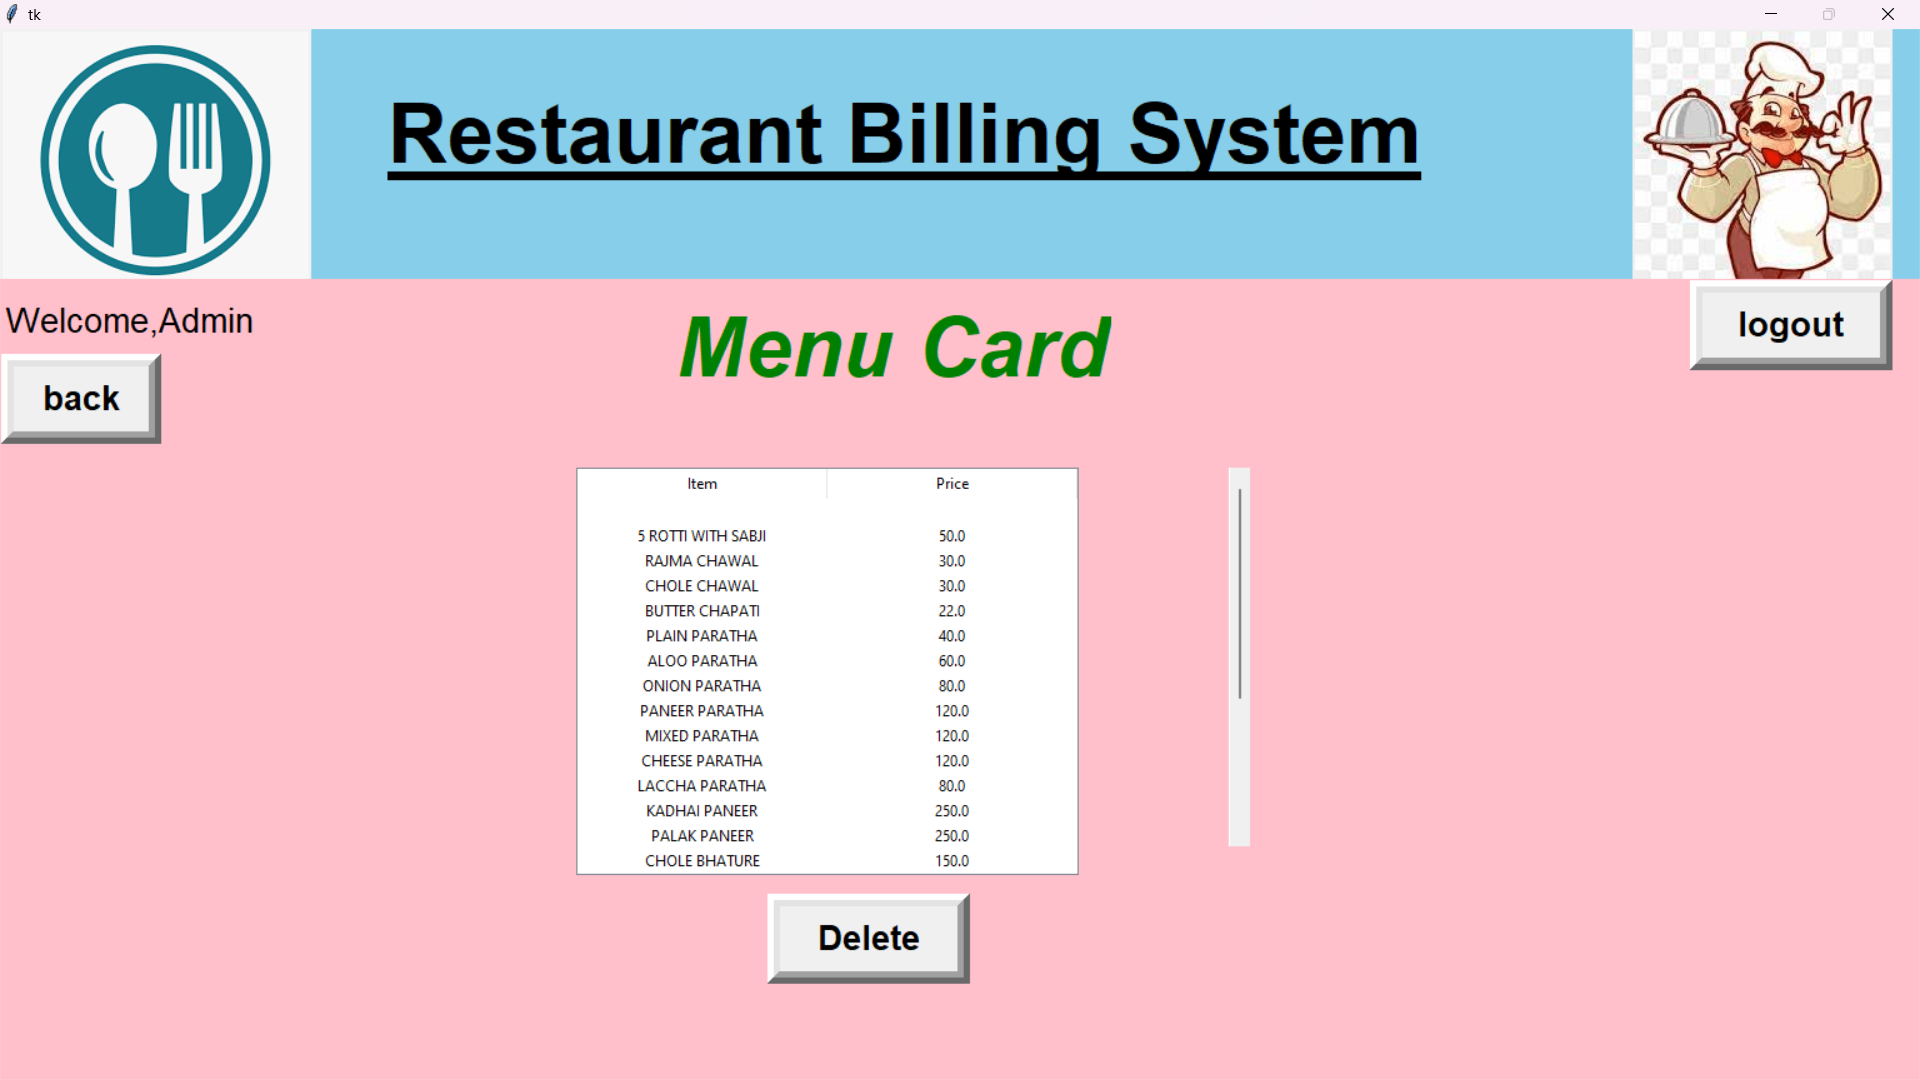 tk
Restaurant Billing System
Welcome,Admin
Menu Card
logout
back
Item Price
5 ROTTI WITH SABJI 50.0
RAJMA CHAWAL 30.0
CHOLE CHAWAL 30.0
BUTTER CHAPATI 22.0
PLAIN PARATHA 40.0
ALOO PARATHA 60.0
ONION PARATHA 80.0
PANEER PARATHA 120.0
MIXED PARATHA 120.0
CHEESE PARATHA 120.0
LACCHA PARATHA 80.0
KADHAI PANEER 250.0
PALAK PANEER 250.0
CHOLE BHATURE 150.0
Delete